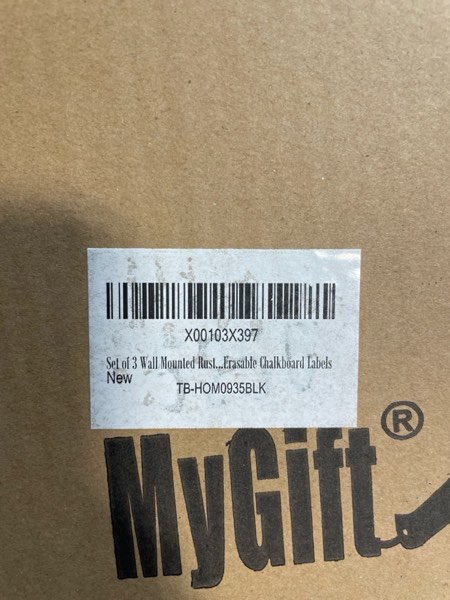 X00103X397
Set of 3 Wall Mounted Rust...Erasable Chalkboard Labels
New
TB-HOM0935BLK
MyGift®